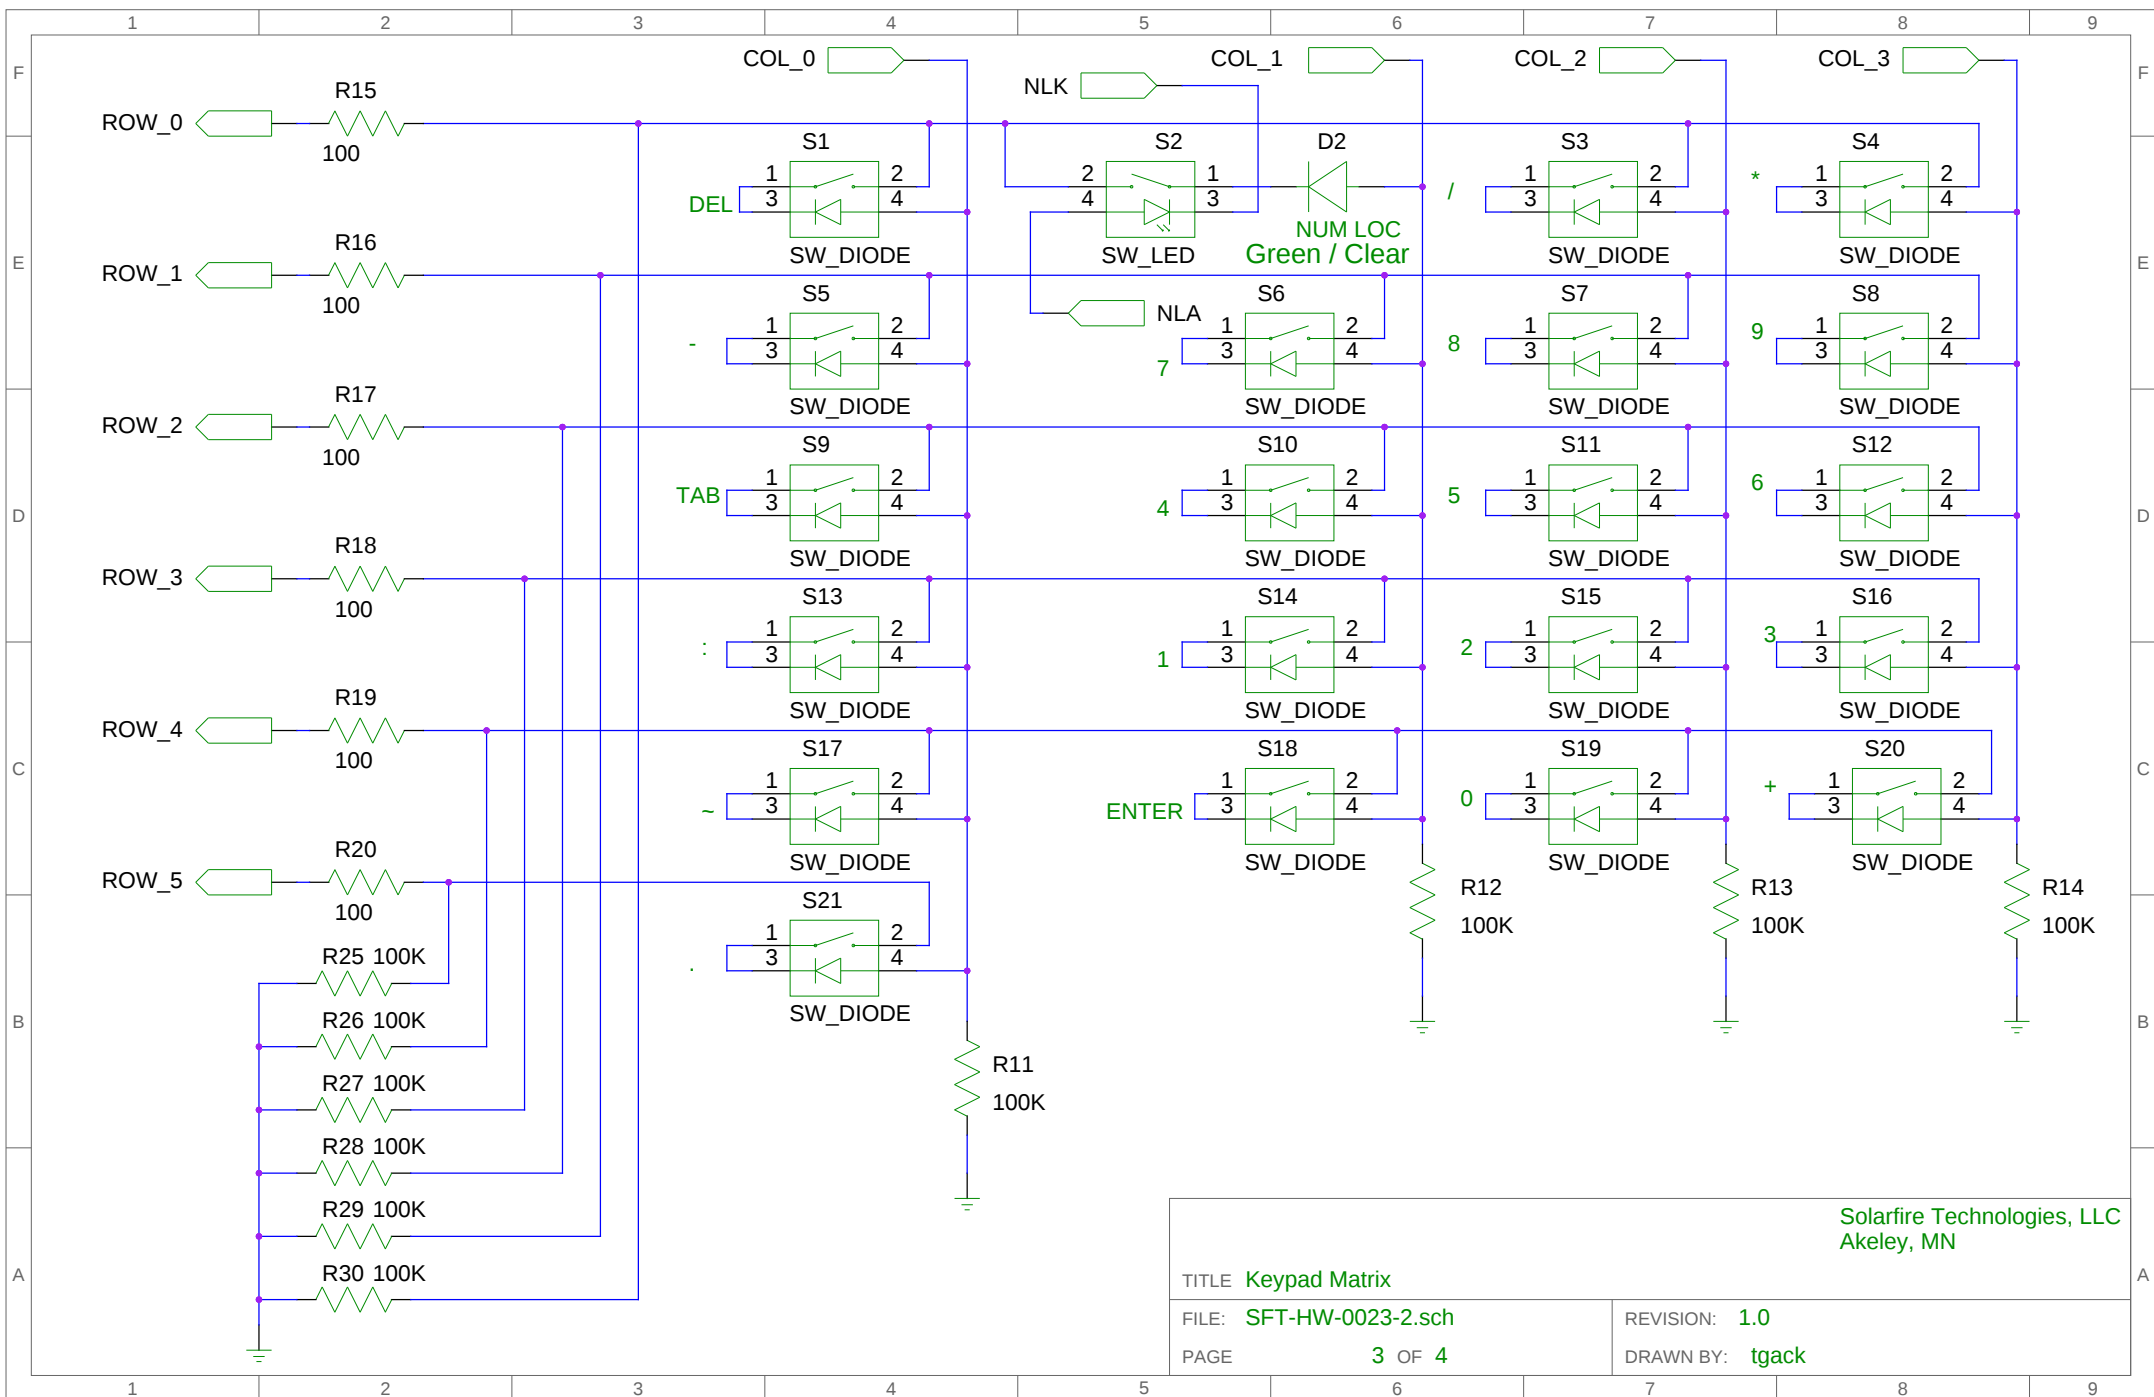 1 2 3 4 5 6 7 8 9
COL_0 COL_1 COL_2 COL_3
F F
NLK
R15
ROW_0
100
S1 S2 D2 S3 S4
1 2 2 1 1 2 1 2
DEL / *
3 4 4 3 3 4 3 4
NUM LOC
SW_DIODE SW_LED Green / Clear SW_DIODE SW_DIODE
R16
E E
ROW_1
100
S5 S6 S7 S8
NLA
1 2 1 2 1 2 1 2
- 7 8 9
3 4 3 4 3 4 3 4
SW_DIODE SW_DIODE SW_DIODE SW_DIODE
R17
ROW_2
100
S9 S10 S11 S12
1 2 1 2 1 2 1 2
TAB 4 5 6
3 4 3 4 3 4 3 4
D D
SW_DIODE SW_DIODE SW_DIODE SW_DIODE
R18
ROW_3
100
S13 S14 S15 S16
1 2 1 2 1 2 1 2
: 1 2 3
3 4 3 4 3 4 3 4
SW_DIODE SW_DIODE SW_DIODE SW_DIODE
R19
ROW_4
100
S17 S18 S19 S20
C C
1 2 1 2 1 2 1 2
~ ENTER 0 +
3 4 3 4 3 4 3 4
SW_DIODE SW_DIODE SW_DIODE SW_DIODE
R20
ROW_5
100
R12 R13 R14
100K 100K 100K
S21
1 2
.
3 4
SW_DIODE
R25 100K
R26 100K
B B
R27 100K
R11
100K
R28 100K
R29 100K
R30 100K
A A
Solarfire Technologies, LLC
Akeley, MN
TITLE Keypad Matrix
FILE: SFT-HW-0023-2.sch REVISION: 1.0
PAGE 3 OF 4 DRAWN BY: tgack
1 2 3 4 5 6 7 8 9